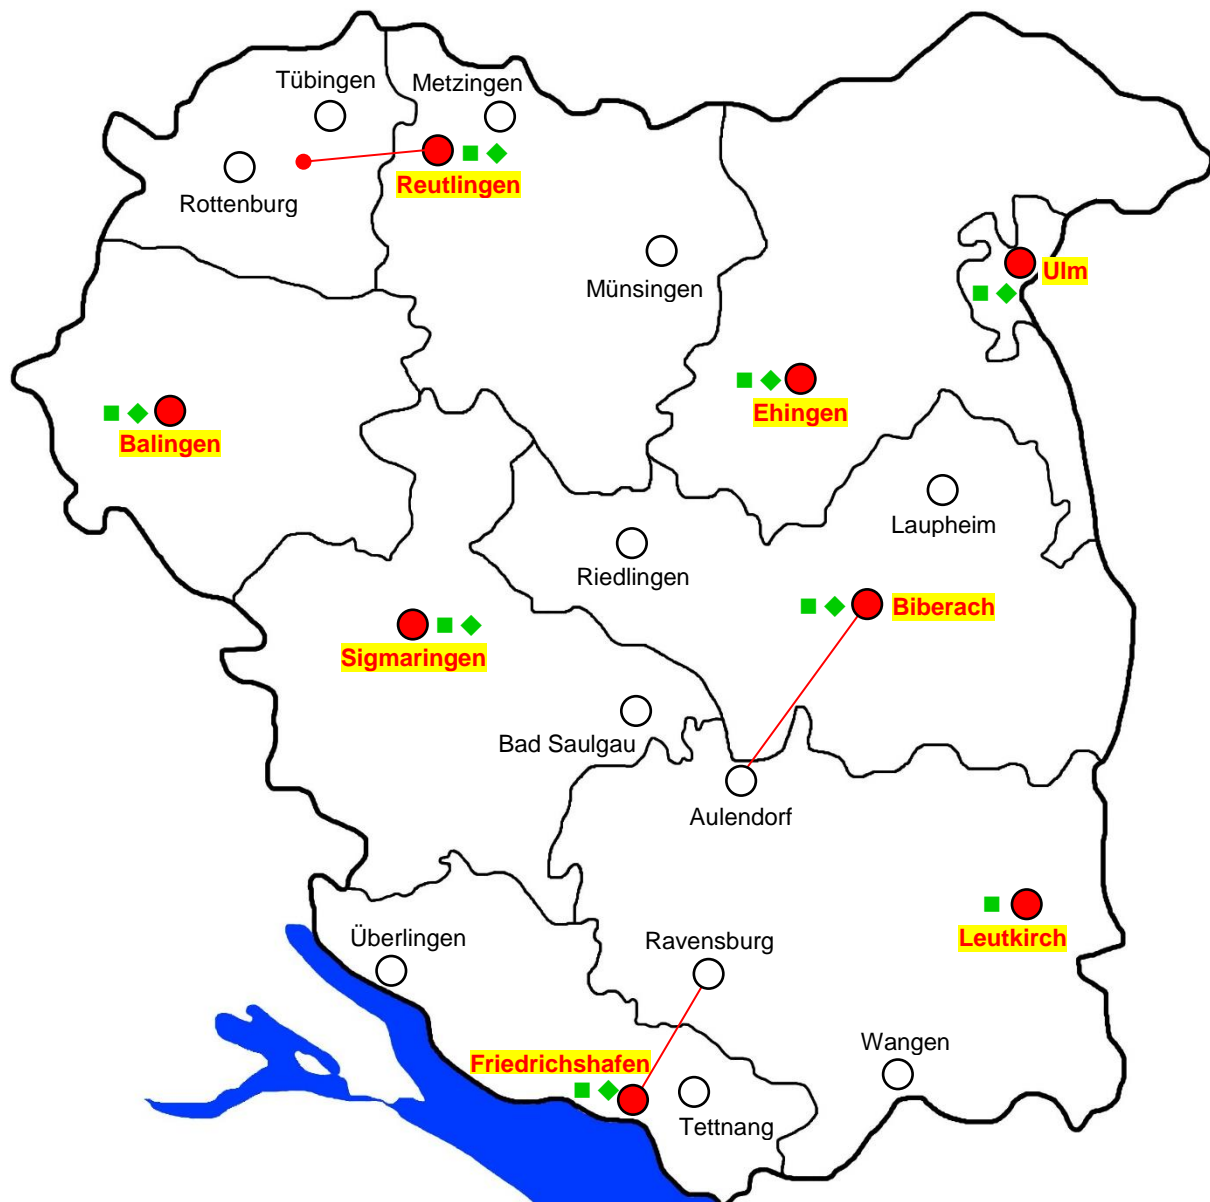 Tübingen
Metzingen
Reutlingen
Rottenburg
Ulm
Münsingen
Ehingen
Balingen
Laupheim
Riedlingen
Biberach
Sigmaringen
Bad Saulgau
Aulendorf
Überlingen
Ravensburg
Leutkirch
Wangen
Friedrichshafen
Tettnang